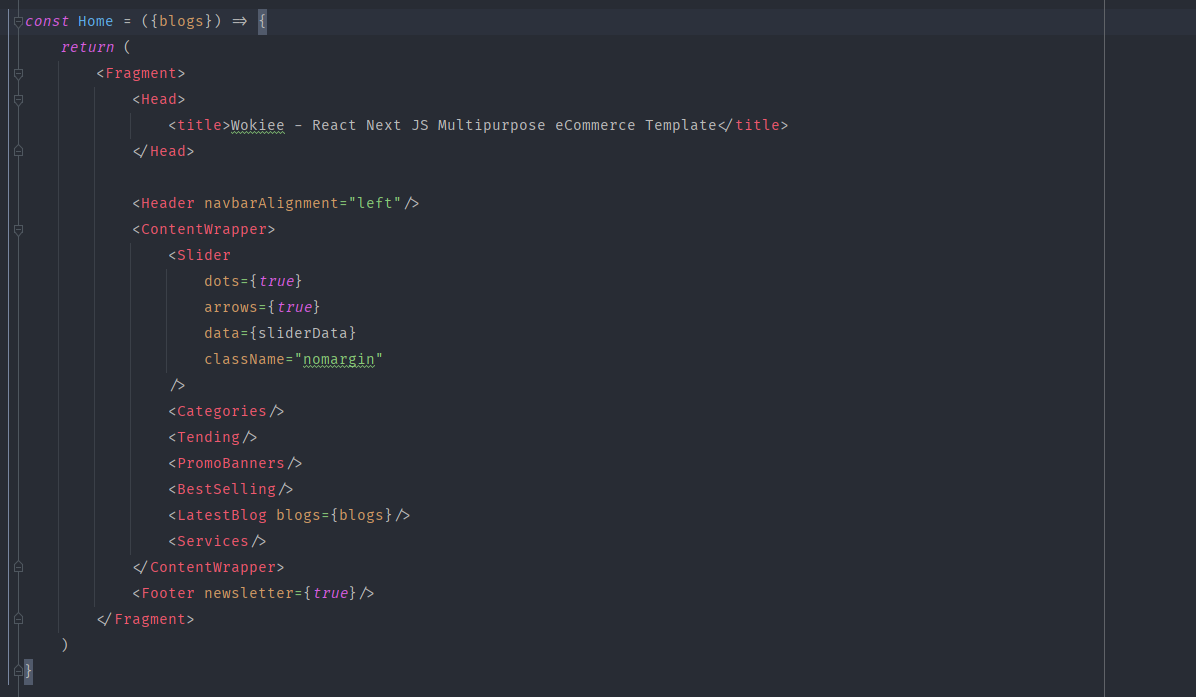 const Home = ({blogs}) => {
    return (
        <Fragment>
            <Head>
                <title>Wokiee - React Next JS Multipurpose eCommerce Template</title>
            </Head>

            <Header navbarAlignment="left"/>
            <ContentWrapper>
                <Slider
                    dots={true}
                    arrows={true}
                    data={sliderData}
                    className="nomargin"
                />
                <Categories/>
                <Tending/>
                <PromoBanners/>
                <BestSelling/>
                <LatestBlog blogs={blogs}/>
                <Services/>
            </ContentWrapper>
            <Footer newsletter={true}/>
        </Fragment>
    )
}